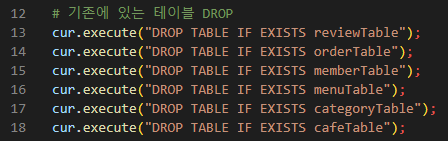 12 # 기존에 있는 테이블 DROP
13 cur.execute("DROP TABLE IF EXISTS reviewTable");
14 cur.execute("DROP TABLE IF EXISTS orderTable");
15 cur.execute("DROP TABLE IF EXISTS memberTable");
16 cur.execute("DROP TABLE IF EXISTS menuTable");
17 cur.execute("DROP TABLE IF EXISTS categoryTable");
18 cur.execute("DROP TABLE IF EXISTS cafeTable");